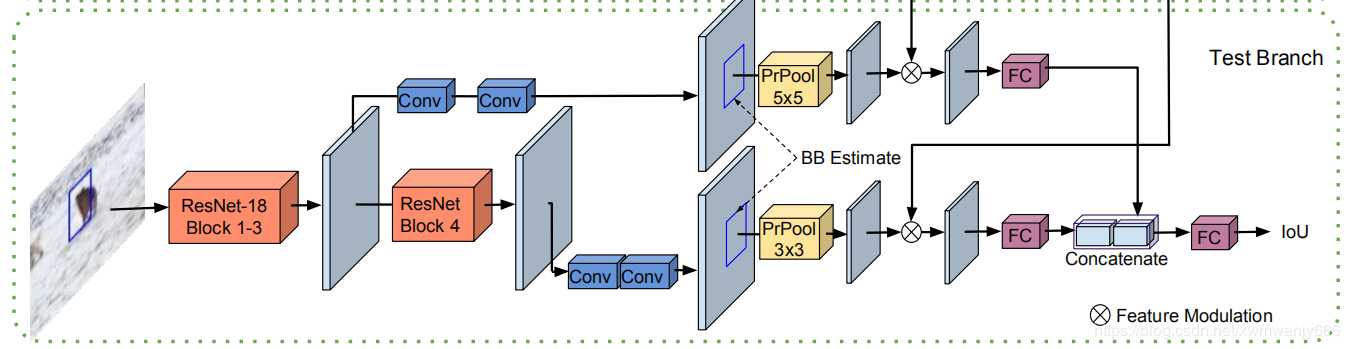 Test Branch
Conv
Conv
PrPool
5x5
FC
BB Estimate
ResNet-18
Block 1-3
ResNet
Block 4
Conv
Conv
PrPool
3x3
FC
Concatenate
FC
IoU
Feature Modulation
https://blog.csdn.net/xwmwanjy666